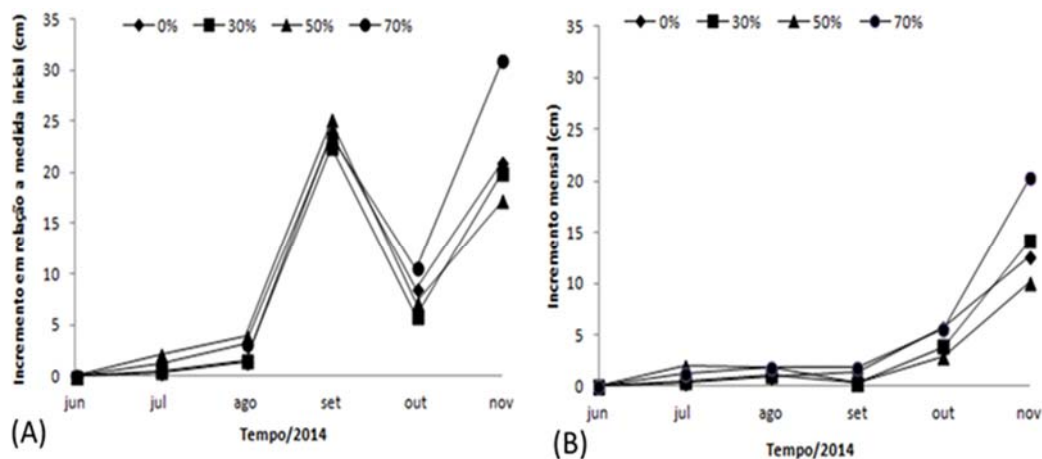 0% 30% 50% 70%
Incremento em relação a medida inicial (cm)
35
30
25
20
15
10
5
0
jun jul ago set out nov
Tempo/2014
(A)
0% 30% 50% 70%
Incremento mensal (cm)
35
30
25
20
15
10
5
0
jun jul ago set out nov
Tempo/2014
(B)